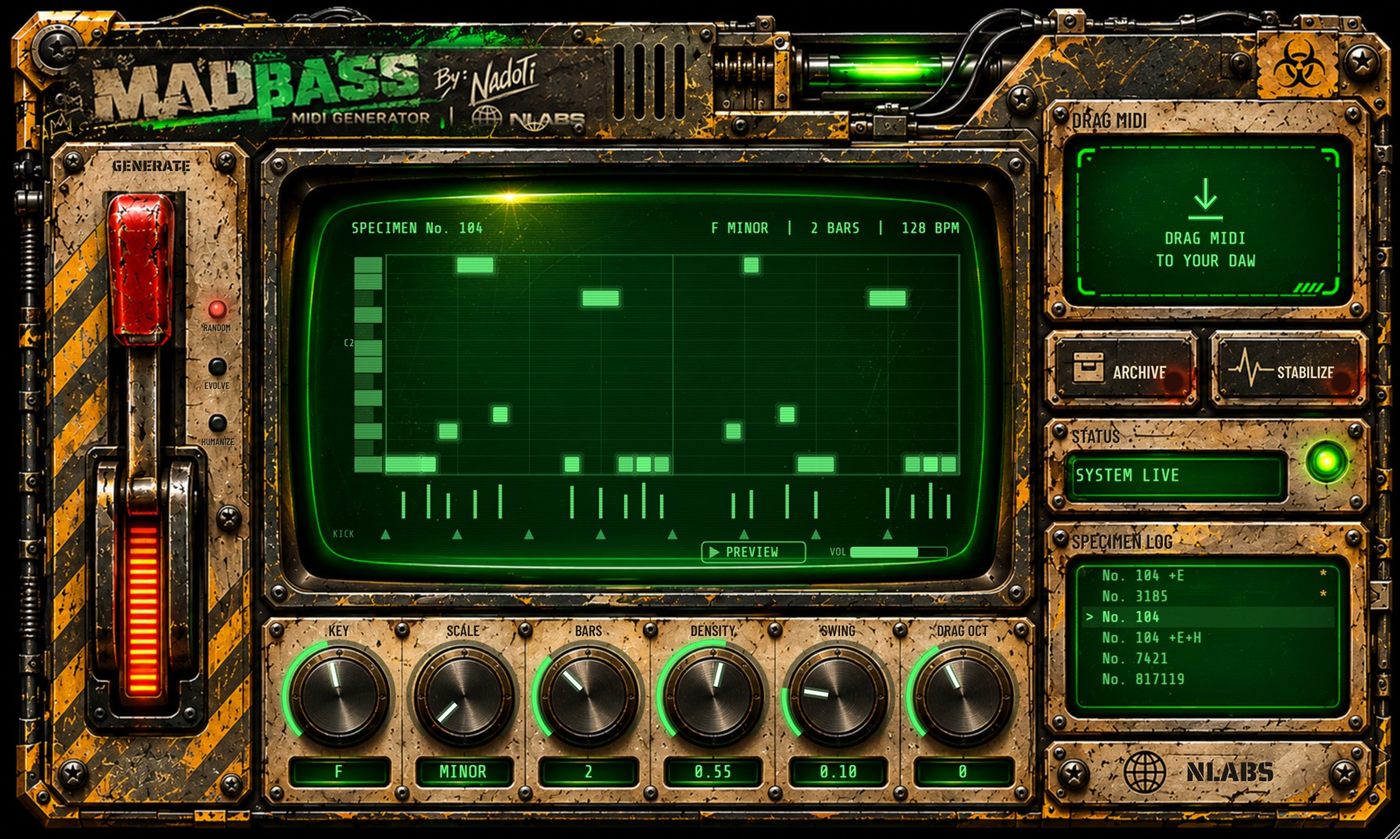 MADBASS By: NadoTi
MIDI GENERATOR | NLABS
GENERATE
RANDOM
EVOLVE
HUMANIZE
SPECIMEN No. 104
F MINOR | 2 BARS | 128 BPM
C2
KICK
PREVIEW
VOL
KEY
SCALE
BARS
DENSITY
SWING
DRAG OCT
F
MINOR
2
0.55
0.10
0
DRAG MIDI
DRAG MIDI
TO YOUR DAW
ARCHIVE
STABILIZE
STATUS
SYSTEM LIVE
SPECIMEN LOG
No. 104 +E *
No. 3185 *
> No. 104
No. 104 +E+H
No. 7421
No. 817119
NLABS